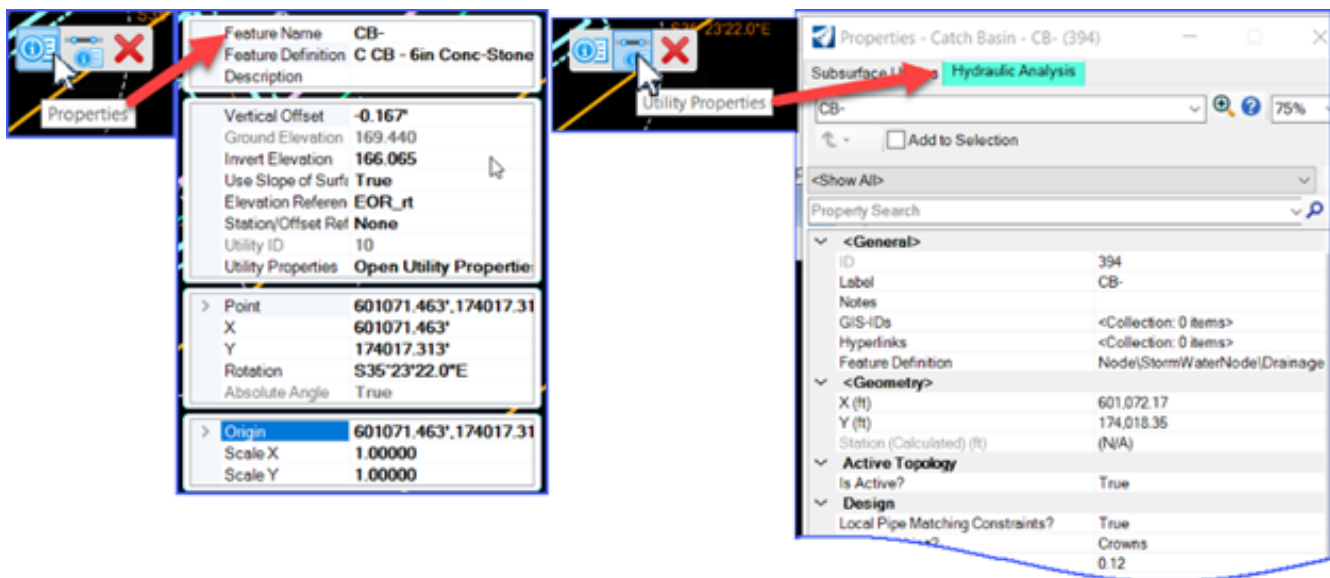 Properties
Feature Name CB-
Feature Definition C CB - 6in Conc-Stone
Description
Vertical Offset -0.167'
Ground Elevation 169.440
Invert Elevation 166.065
Use Slope of Surfa True
Elevation Referen EOR_rt
Station/Offset Ref None
Utility ID 10
Utility Properties Open Utility Propertie
Point 601071.463',174017.31
X 601071.463'
Y 174017.313'
Rotation S35°23'22.0"E
Absolute Angle True
Origin 601071.463',174017.31
Scale X 1.00000
Scale Y 1.00000
S35°23'22.0"E
Utility Properties
Properties - Catch Basin - CB- (394)
Subsurface Hydraulic Analysis
CB- 75%
Add to Selection
<Show All>
Property Search
<General>
ID 394
Label CB-
Notes
GIS-IDs <Collection: 0 items>
Hyperlinks <Collection: 0 items>
Feature Definition Node\StormWaterNode\Drainage
<Geometry>
X (ft) 601,072.17
Y (ft) 174,018.35
Station (Calculated) (ft) (N/A)
Active Topology
Is Active? True
Design
Local Pipe Matching Constraints? True
Crowns
0.12